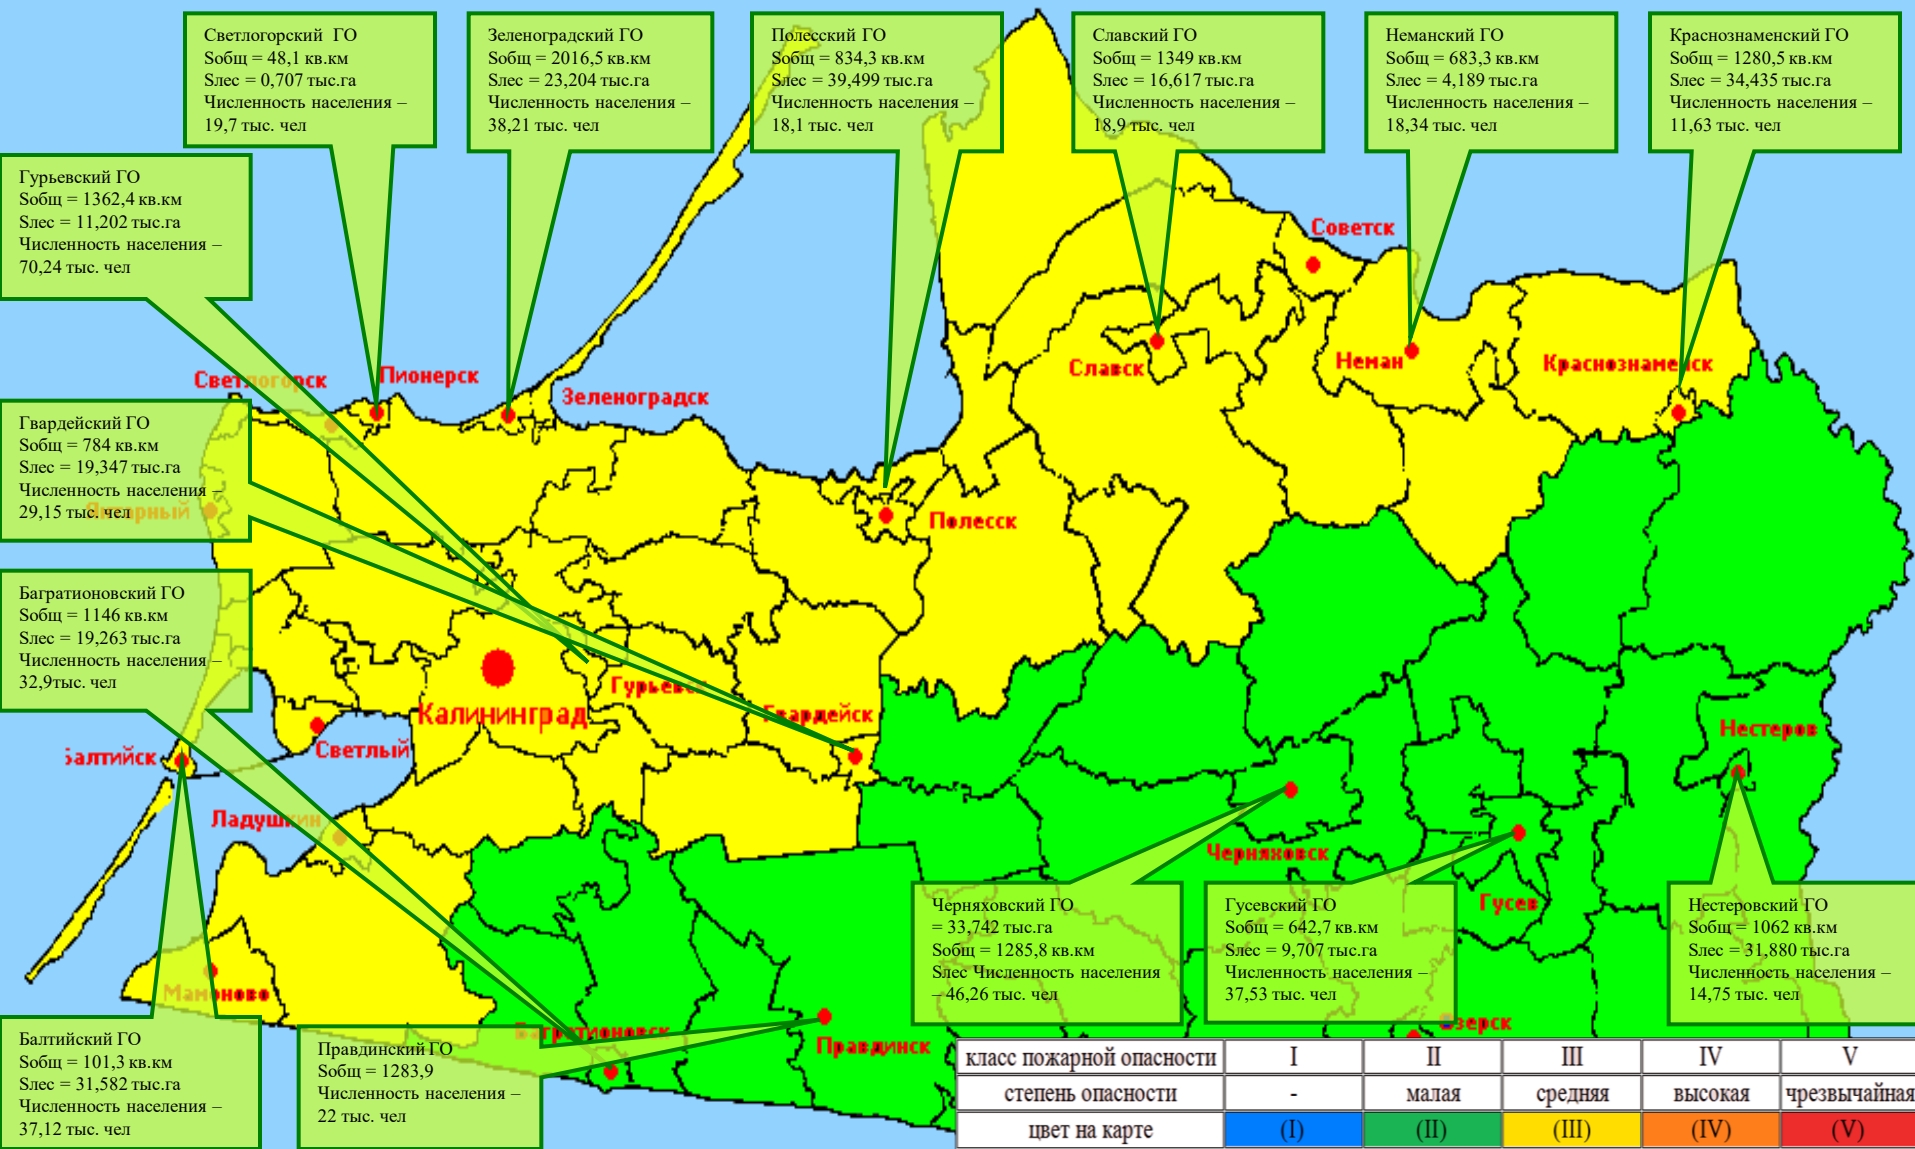 Светлогорский ГО
Sобщ = 48,1 кв.км
Sлес = 0,707 тыс.га
Численность населения –
19,7 тыс. чел
Зеленоградский ГО
Sобщ = 2016,5 кв.км
Sлес = 23,204 тыс.га
Численность населения –
38,21 тыс. чел
Полесский ГО
Sобщ = 834,3 кв.км
Sлес = 39,499 тыс.га
Численность населения –
18,1 тыс. чел
Славский ГО
Sобщ = 1349 кв.км
Sлес = 16,617 тыс.га
Численность населения –
18,9 тыс. чел
Неманский ГО
Sобщ = 683,3 кв.км
Sлес = 4,189 тыс.га
Численность населения –
18,34 тыс. чел
Краснознаменский ГО
Sобщ = 1280,5 кв.км
Sлес = 34,435 тыс.га
Численность населения –
11,63 тыс. чел
Гурьевский ГО
Sобщ = 1362,4 кв.км
Sлес = 11,202 тыс.га
Численность населения –
70,24 тыс. чел
Советск
Славск
Неман
Краснознаменск
Светлогорск
Пионерск
Зеленоградск
Гвардейский ГО
Sобщ = 784 кв.км
Sлес = 19,347 тыс.га
Численность населения –
29,15 тыс. чел
Янтарный
Полесск
Багратионовский ГО
Sобщ = 1146 кв.км
Sлес = 19,263 тыс.га
Численность населения –
32,9тыс. чел
Гурьевск
Калининград
Гвардейск
Нестеров
Балтийск
Светлый
Ладушкин
Черняховск
Гусев
Мамоново
Черняховский ГО
= 33,742 тыс.га
Sобщ = 1285,8 кв.км
Sлес Численность населения
– 46,26 тыс. чел
Гусевский ГО
Sобщ = 642,7 кв.км
Sлес = 9,707 тыс.га
Численность населения –
37,53 тыс. чел
Нестеровский ГО
Sобщ = 1062 кв.км
Sлес = 31,880 тыс.га
Численность населения –
14,75 тыс. чел
Озерск
Балтийский ГО
Sобщ = 101,3 кв.км
Sлес = 31,582 тыс.га
Численность населения –
37,12 тыс. чел
Багратионовск
Правдинский ГО
Sобщ = 1283,9
Численность населения –
22 тыс. чел
Правдинск
класс пожарной опасности I II III IV V
степень опасности - малая средняя высокая чрезвычайная
цвет на карте (I) (II) (III) (IV) (V)